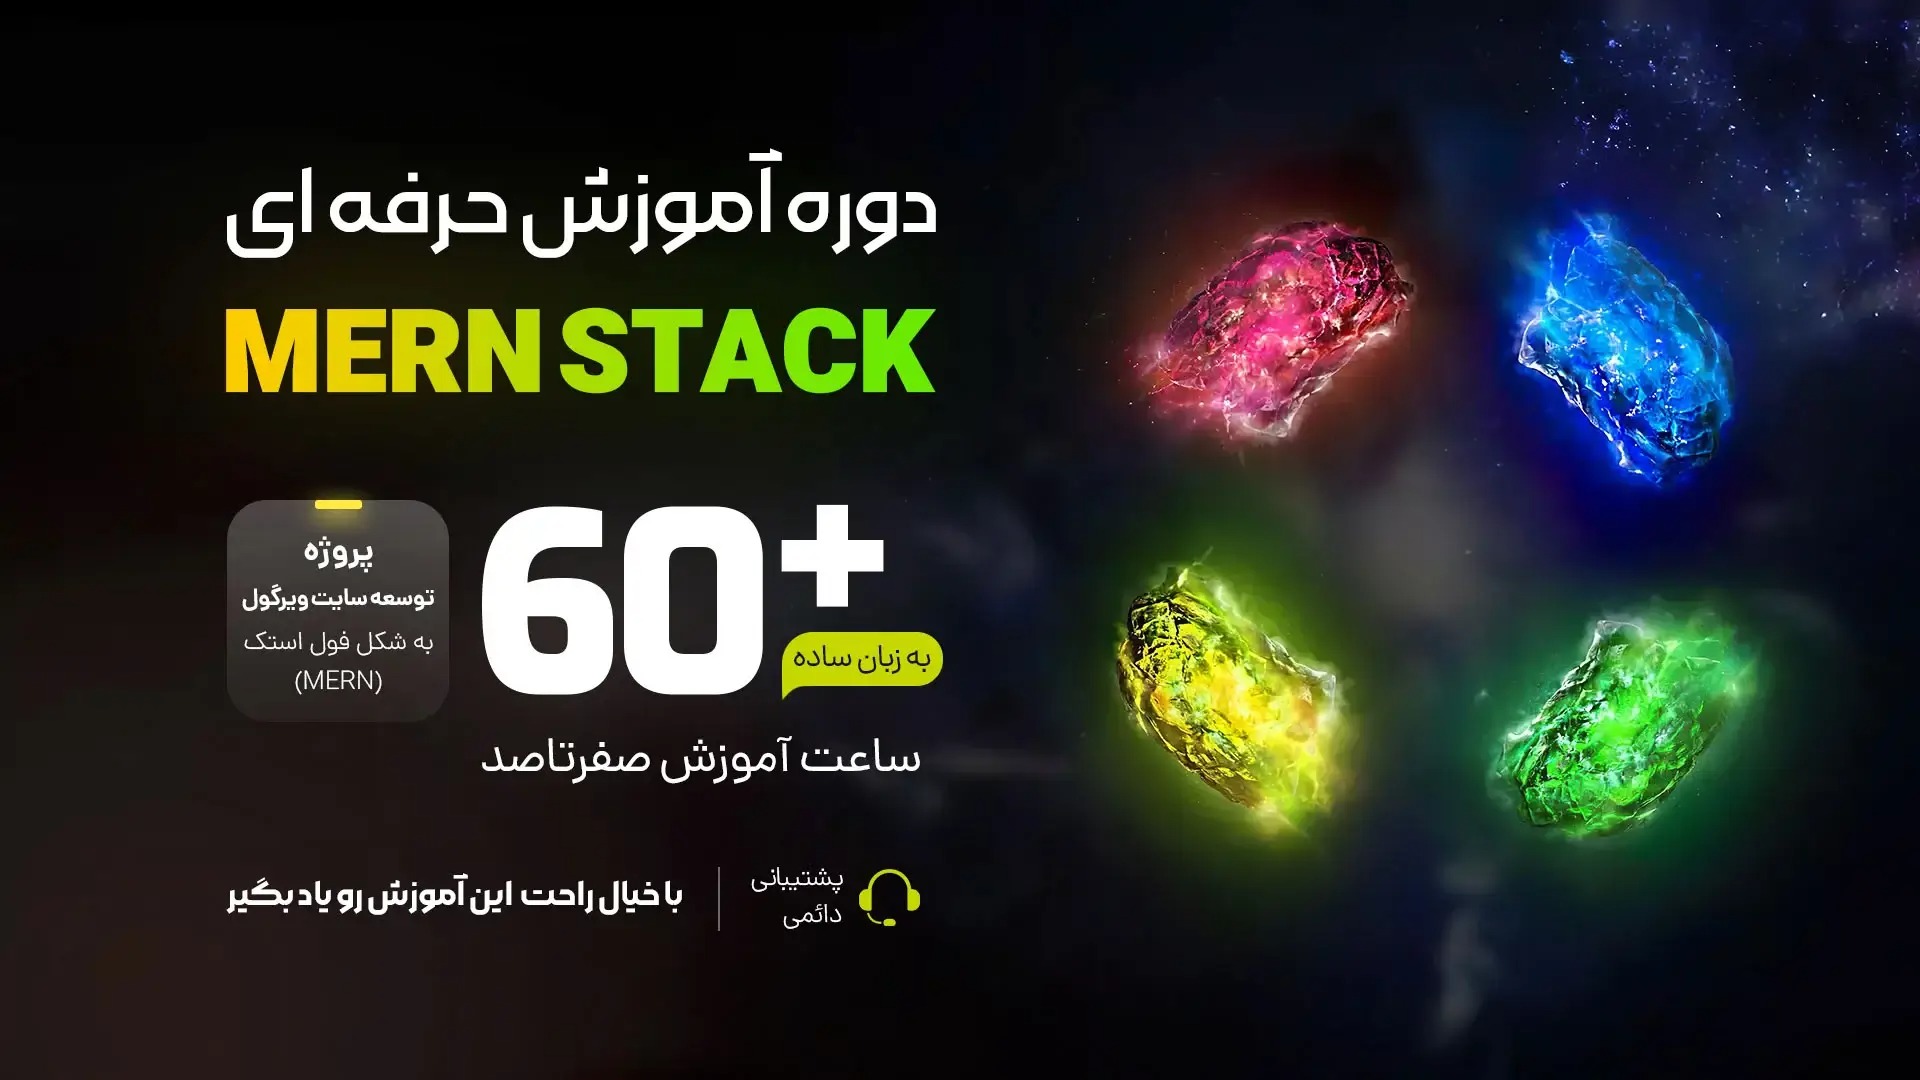 دوره آموزش حرفه ای
MERN STACK
60+
به زبان ساده
ساعت آموزش صفرتاصد
پروژه
توسعه سایت ویرگول
به شکل فول استک
(MERN)
پشتیبانی
دائمی
با خیال راحت این آموزش رو یاد بگیر